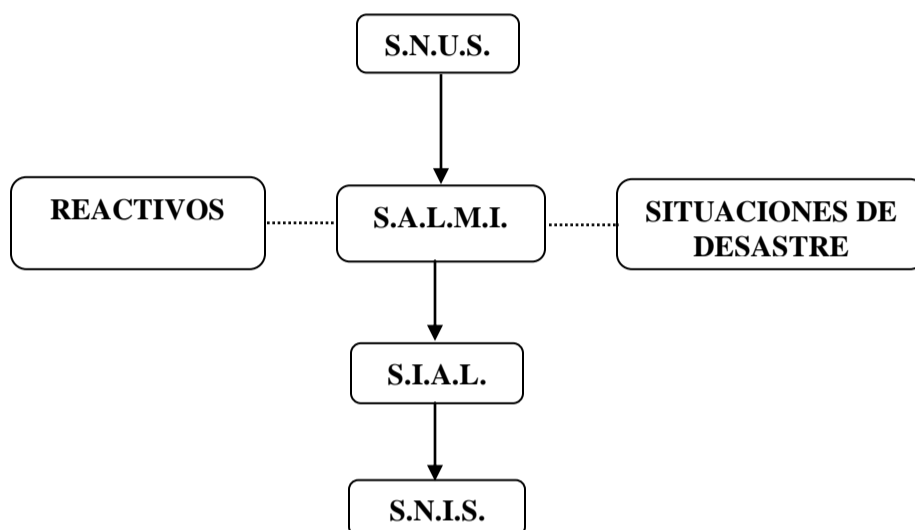 S.N.U.S.
REACTIVOS
S.A.L.M.I.
SITUACIONES DE
DESASTRE
S.I.A.L.
S.N.I.S.